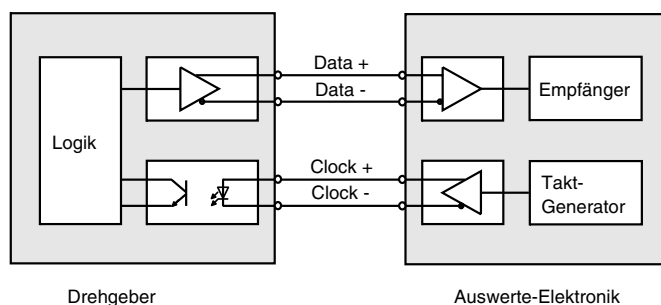 Data +
Data -
Empfänger
Logik
Clock +
Clock -
Takt-
Generator
Drehgeber
Auswerte-Elektronik